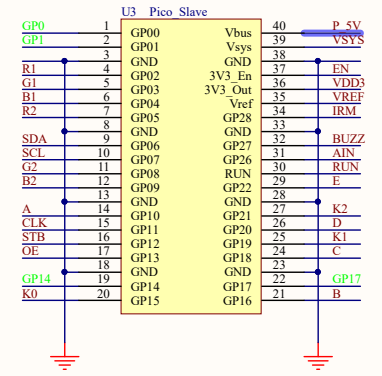 U3 Pico_Slave
GP0 1 GP00 Vbus 40 P_5V
GP1 2 GP01 Vsys 39 VSYS
3 GND GND 38
R1 4 GP02 3V3_En 37 EN
G1 5 GP03 3V3_Out 36 VDD3
B1 6 GP04 Vref 35 VREF
R2 7 GP05 GP28 34 IRM
8 GND GND 33
SDA 9 GP06 GP27 32 BUZZ
SCL 10 GP07 GP26 31 AIN
G2 11 GP08 RUN 30 RUN
B2 12 GP09 GP22 29 E
13 GND GND 28
A 14 GP10 GP21 27 K2
CLK 15 GP11 GP20 26 D
STB 16 GP12 GP19 25 K1
OE 17 GP13 GP18 24 C
18 GND GND 23
GP14 19 GP14 GP17 22 GP17
K0 20 GP15 GP16 21 B